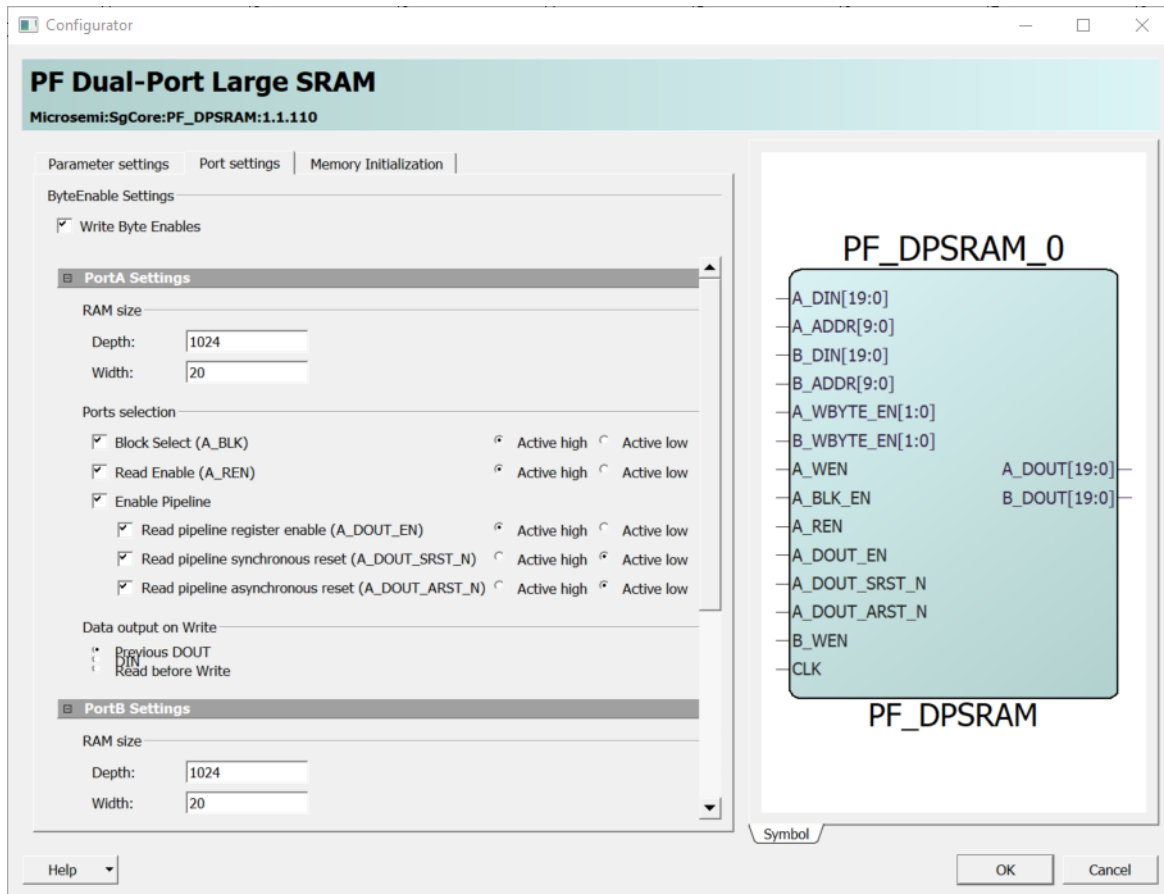 Configurator
PF Dual-Port Large SRAM
Microsemi:SgCore:PF_DPSRAM:1.1.110
Parameter settings Port settings Memory Initialization
ByteEnable Settings
Write Byte Enables
PortA Settings
RAM size
Depth: 1024
Width: 20
Ports selection
Block Select (A_BLK) Active high Active low
Read Enable (A_REN) Active high Active low
Enable Pipeline
Read pipeline register enable (A_DOUT_EN) Active high Active low
Read pipeline synchronous reset (A_DOUT_SRST_N) Active high Active low
Read pipeline asynchronous reset (A_DOUT_ARST_N) Active high Active low
Data output on Write
Previous DOUT
DIN
Read before Write
PortB Settings
RAM size
Depth: 1024
Width: 20
PF_DPSRAM_0
A_DIN[19:0]
A_ADDR[9:0]
B_DIN[19:0]
B_ADDR[9:0]
A_WBYTE_EN[1:0]
B_WBYTE_EN[1:0]
A_WEN A_DOUT[19:0]
A_BLK_EN B_DOUT[19:0]
A_REN
A_DOUT_EN
A_DOUT_SRST_N
A_DOUT_ARST_N
B_WEN
CLK
PF_DPSRAM
Symbol
Help OK Cancel